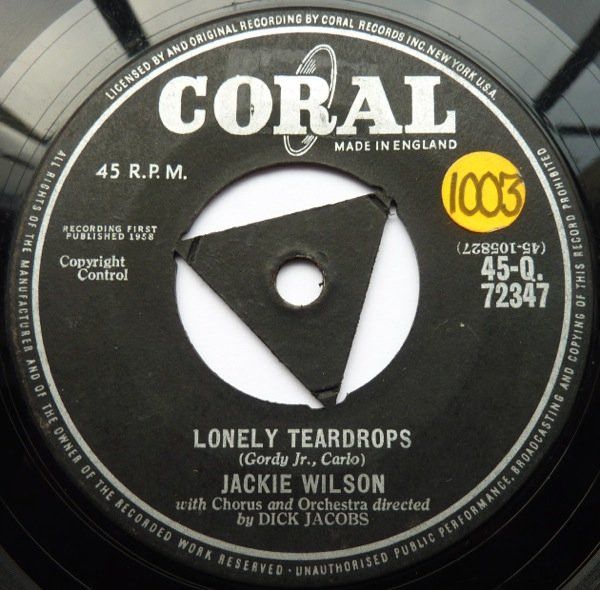 LICENSED BY AND ORIGINAL RECORDING BY CORAL RECORDS INC. NEW YORK U.S.A.
CORAL
MADE IN ENGLAND
45 R.P.M.
1003
RECORDING FIRST
PUBLISHED 1958
Copyright
Control
(45-105827)
45-Q.
72347
LONELY TEARDROPS
(Gordy Jr., Carlo)
JACKIE WILSON
with Chorus and Orchestra directed
by DICK JACOBS
ALL RIGHTS OF THE MANUFACTURER AND OF THE OWNER OF THE RECORDED WORK RESERVED · UNAUTHORISED PUBLIC PERFORMANCE, BROADCASTING AND COPYING OF THIS RECORD PROHIBITED